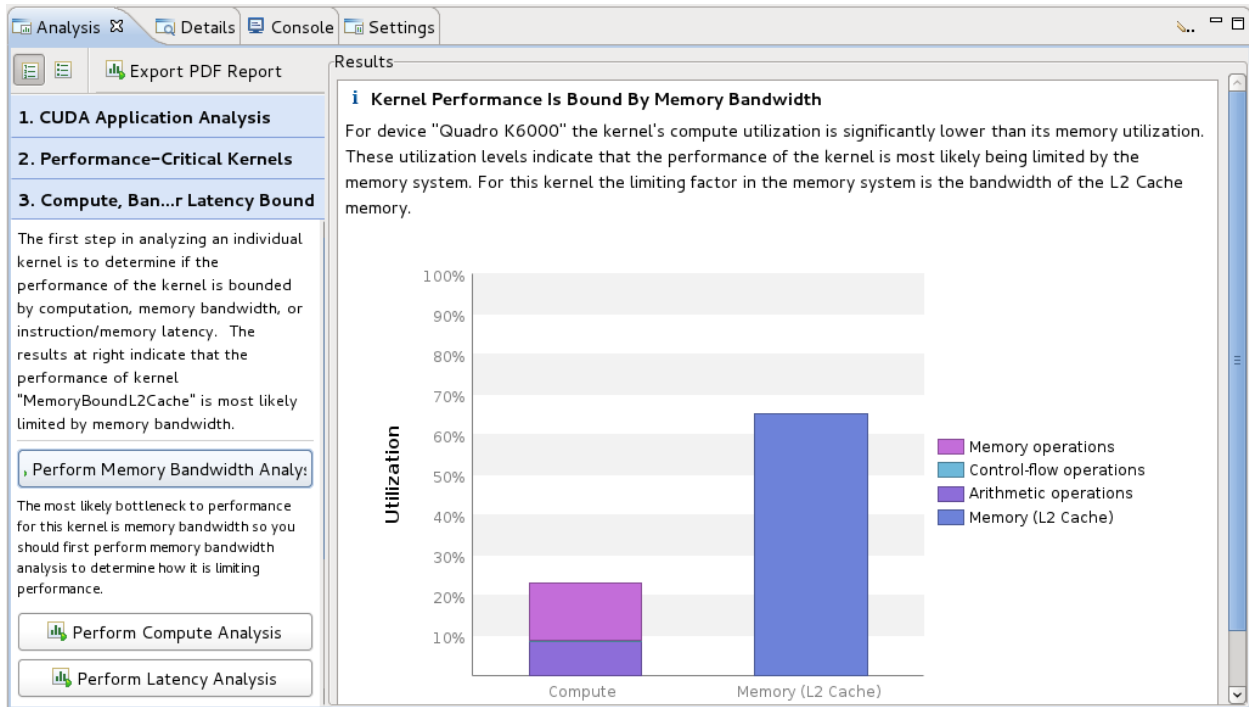 Analysis
Details
Console
Settings
Export PDF Report
1. CUDA Application Analysis
2. Performance-Critical Kernels
3. Compute, Ban...r Latency Bound
The first step in analyzing an individual
kernel is to determine if the
performance of the kernel is bounded
by computation, memory bandwidth, or
instruction/memory latency. The
results at right indicate that the
performance of kernel
"MemoryBoundL2Cache" is most likely
limited by memory bandwidth.
Perform Memory Bandwidth Analys
The most likely bottleneck to performance
for this kernel is memory bandwidth so you
should first perform memory bandwidth
analysis to determine how it is limiting
performance.
Perform Compute Analysis
Perform Latency Analysis
Results
i Kernel Performance Is Bound By Memory Bandwidth
For device "Quadro K6000" the kernel's compute utilization is significantly lower than its memory utilization.
These utilization levels indicate that the performance of the kernel is most likely being limited by the
memory system. For this kernel the limiting factor in the memory system is the bandwidth of the L2 Cache
memory.
100%
90%
80%
70%
60%
50%
40%
30%
20%
10%
Utilization
Compute
Memory (L2 Cache)
Memory operations
Control-flow operations
Arithmetic operations
Memory (L2 Cache)